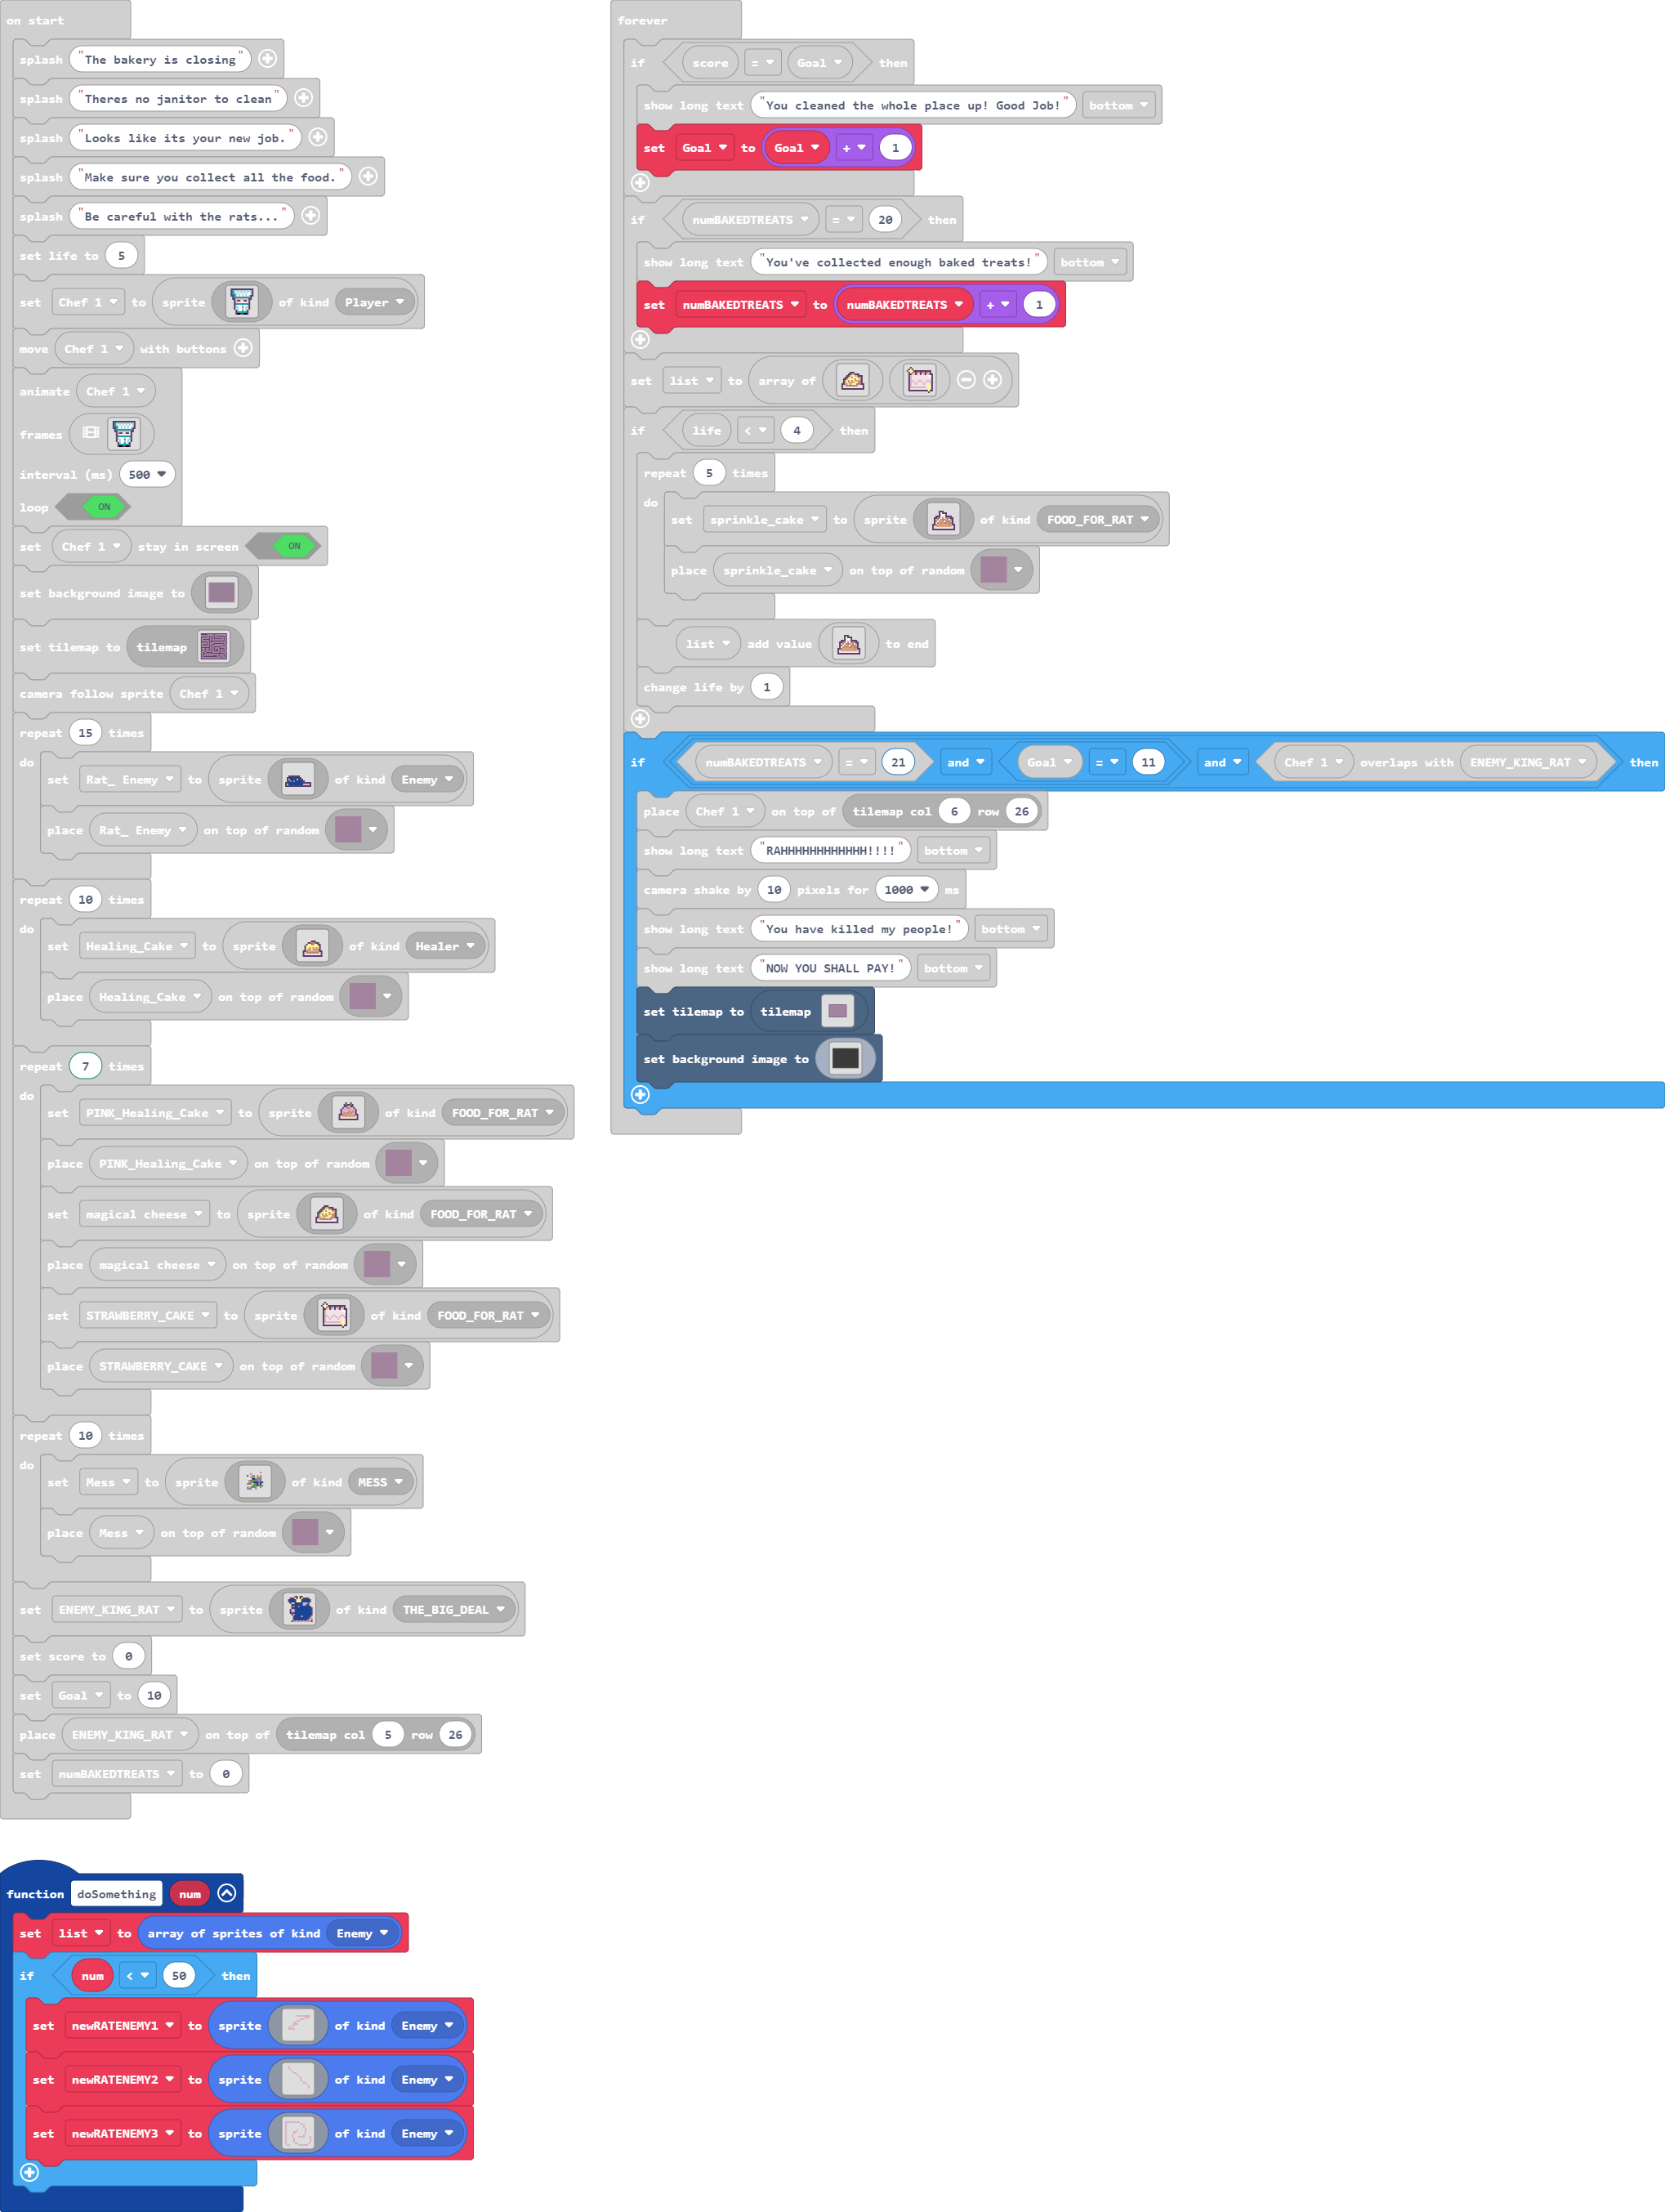 on start
splash "The bakery is closing"
splash "Theres no janitor to clean"
splash "Looks like its your new job."
splash "Make sure you collect all the food."
splash "Be careful with the rats..."
set life to 5
set Chef 1 to sprite of kind Player
move Chef 1 with buttons
animate Chef 1
frames
interval (ms) 500
loop ON
set Chef 1 stay in screen ON
set background image to
set tilemap to tilemap
camera follow sprite Chef 1
repeat 15 times
do
set Rat_ Enemy to sprite of kind Enemy
place Rat_ Enemy on top of random
repeat 10 times
do
set Healing_Cake to sprite of kind Healer
place Healing_Cake on top of random
repeat 7 times
do
set PINK_Healing_Cake to sprite of kind FOOD_FOR_RAT
place PINK_Healing_Cake on top of random
set magical cheese to sprite of kind FOOD_FOR_RAT
place magical cheese on top of random
set STRAWBERRY_CAKE to sprite of kind FOOD_FOR_RAT
place STRAWBERRY_CAKE on top of random
repeat 10 times
do
set Mess to sprite of kind MESS
place Mess on top of random
set ENEMY_KING_RAT to sprite of kind THE_BIG_DEAL
set score to 0
set Goal to 10
place ENEMY_KING_RAT on top of tilemap col 5 row 26
set numBAKEDTREATS to 0
forever
if score = Goal then
show long text "You cleaned the whole place up! Good Job!" bottom
set Goal to Goal + 1
if numBAKEDTREATS = 20 then
show long text "You've collected enough baked treats!" bottom
set numBAKEDTREATS to numBAKEDTREATS + 1
set list to array of
if life < 4 then
repeat 5 times
do
set sprinkle_cake to sprite of kind FOOD_FOR_RAT
place sprinkle_cake on top of random
list add value to end
change life by 1
if numBAKEDTREATS = 21 and Goal = 11 and Chef 1 overlaps with ENEMY_KING_RAT then
place Chef 1 on top of tilemap col 6 row 26
show long text "RAHHHHHHHHHHHH!!!!" bottom
camera shake by 10 pixels for 1000 ms
show long text "You have killed my people!" bottom
show long text "NOW YOU SHALL PAY!" bottom
set tilemap to tilemap
set background image to
function doSomething num
set list to array of sprites of kind Enemy
if num < 50 then
set newRATENEMY1 to sprite of kind Enemy
set newRATENEMY2 to sprite of kind Enemy
set newRATENEMY3 to sprite of kind Enemy